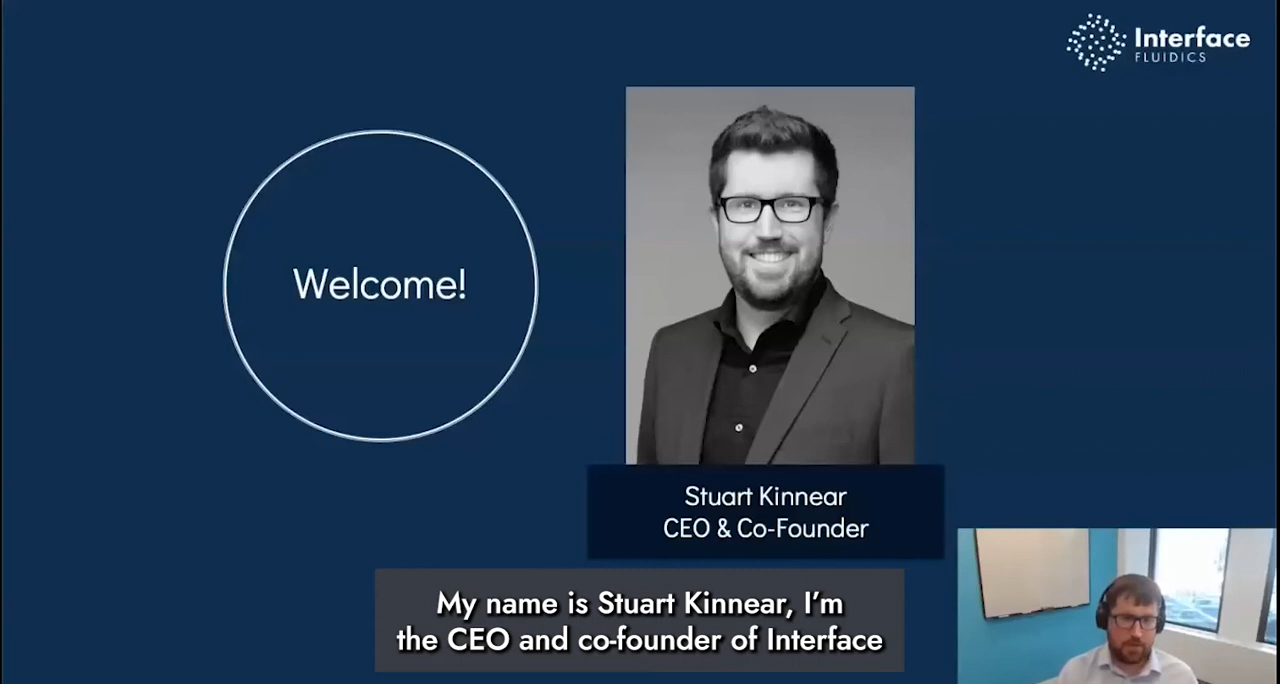 Interface
FLUIDICS
Welcome!
Stuart Kinnear
CEO & Co-Founder
My name is Stuart Kinnear, I'm
the CEO and co-founder of Interface